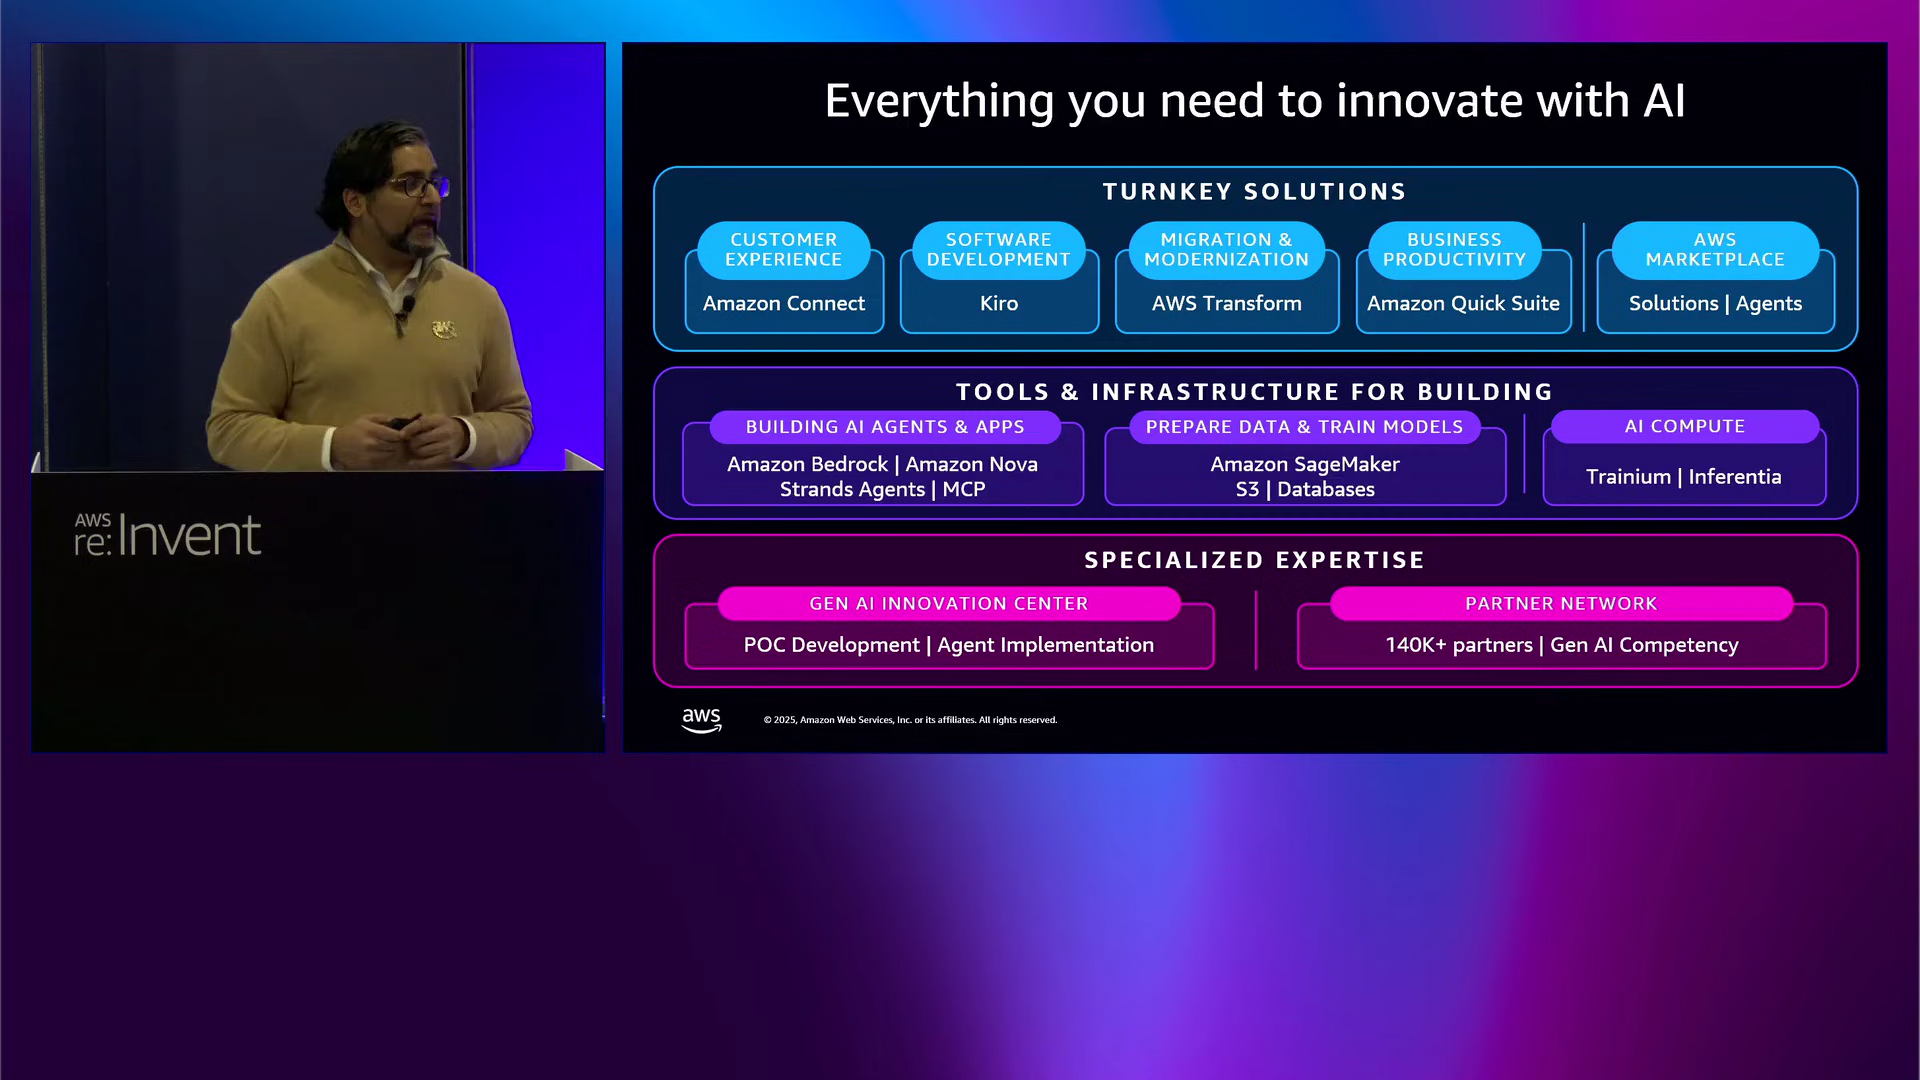 Everything you need to innovate with AI
TURNKEY SOLUTIONS
CUSTOMER
EXPERIENCE
Amazon Connect
SOFTWARE
DEVELOPMENT
Kiro
MIGRATION &
MODERNIZATION
AWS Transform
BUSINESS
PRODUCTIVITY
Amazon Quick Suite
AWS
MARKETPLACE
Solutions | Agents
TOOLS & INFRASTRUCTURE FOR BUILDING
BUILDING AI AGENTS & APPS
Amazon Bedrock | Amazon Nova
Strands Agents | MCP
PREPARE DATA & TRAIN MODELS
Amazon SageMaker
S3 | Databases
AI COMPUTE
Trainium | Inferentia
SPECIALIZED EXPERTISE
GEN AI INNOVATION CENTER
POC Development | Agent Implementation
PARTNER NETWORK
140K+ partners | Gen AI Competency
aws
© 2025, Amazon Web Services, Inc. or its affiliates. All rights reserved.
aws
AWS
re:Invent